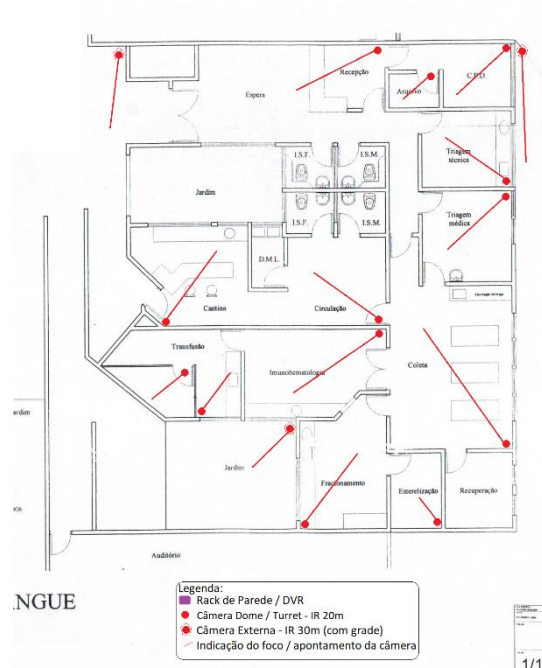 Recepção
Espera
Arquivo
C.P.D.
Triagem
técnica
I.S.F.
I.S.M.
Jardim
Triagem
médica
I.S.F.
I.S.M.
D.M.L.
Cantina
Circulação
Transfusão
Imunohematologia
Coleta
Jardim
Jardim
Fracionamento
Esterelização
Recuperação
Auditório
NGUE
Legenda:
Rack de Parede / DVR
Câmera Dome / Turret - IR 20m
Câmera Externa - IR 30m (com grade)
Indicação do foco / apontamento da câmera
1/1